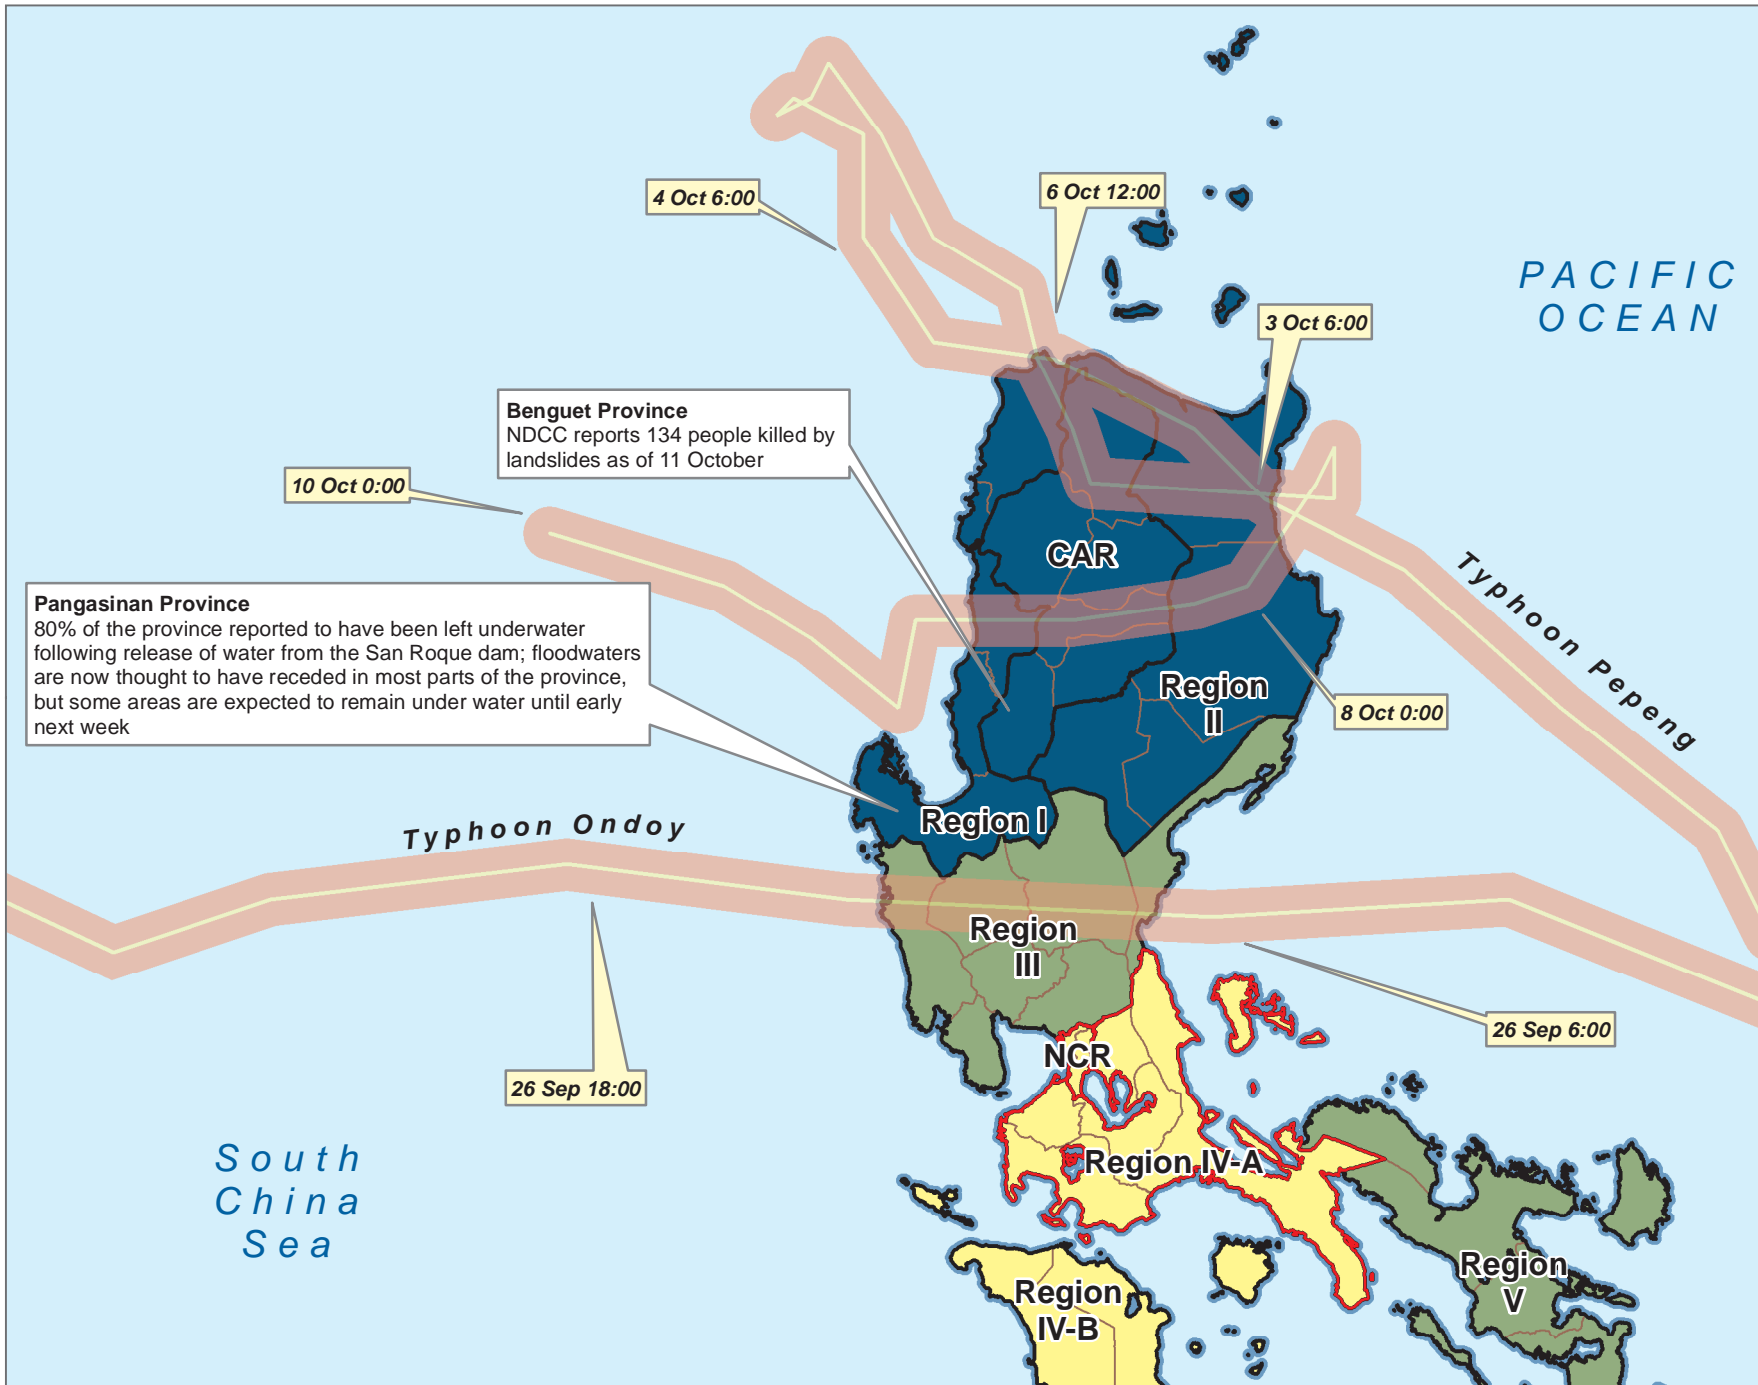 4 Oct 6:00
6 Oct 12:00
PACIFIC
OCEAN
3 Oct 6:00
Benguet Province
NDCC reports 134 people killed by
landslides as of 11 October
10 Oct 0:00
CAR
Typhoon Pepeng
Pangasinan Province
80% of the province reported to have been left underwater
following release of water from the San Roque dam; floodwaters
are now thought to have receded in most parts of the province,
but some areas are expected to remain under water until early
next week
Region
II
8 Oct 0:00
Typhoon Ondoy
Region I
Region
III
26 Sep 6:00
NCR
26 Sep 18:00
South
China
Sea
Region IV-A
Region
V
Region
IV-B